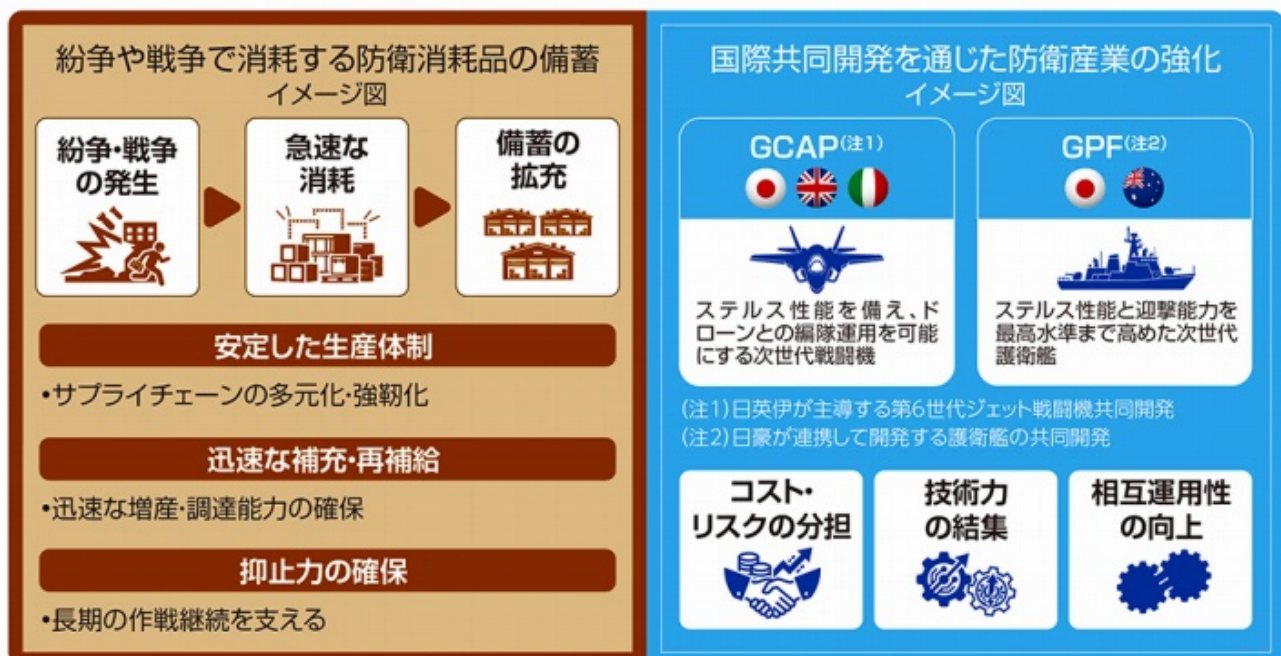 紛争や戦争で消耗する防衛消耗品の備蓄
イメージ図
紛争・戦争
の発生
急速な
消耗
備蓄の
拡充
安定した生産体制
•サプライチェーンの多元化・強靭化
迅速な補充・再補給
•迅速な増産・調達能力の確保
抑止力の確保
•長期の作戦継続を支える
国際共同開発を通じた防衛産業の強化
イメージ図
GCAP(注1)
ステルス性能を備え、ド
ローンとの編隊運用を可能
にする次世代戦闘機
GPF(注2)
ステルス性能と迎撃能力を
最高水準まで高めた次世代
護衛艦
(注1)日英伊が主導する第6世代ジェット戦闘機共同開発
(注2)日豪が連携して開発する護衛艦の共同開発
コスト・
リスクの分担
技術力
の結集
相互運用性
の向上